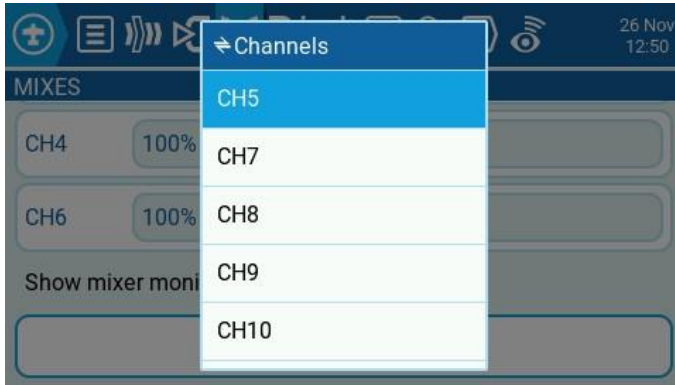 26 Nov
12:50
Channels
MIXES
CH5
CH4 100%
CH7
CH8
CH6 100%
CH9
Show mixer moni
CH10